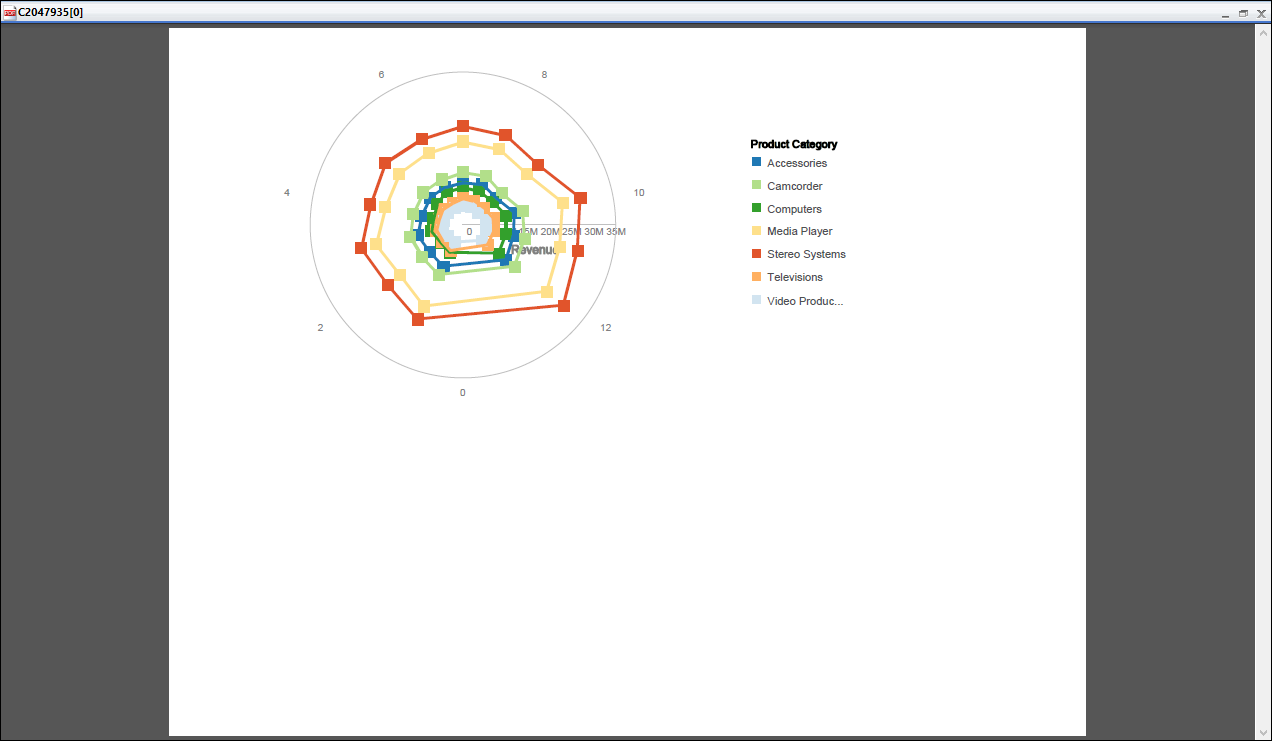 PDF
C2047935[0]
6
8
4
10
0
15M 20M 25M 30M 35M
Revenue
2
12
0
Product Category
Accessories
Camcorder
Computers
Media Player
Stereo Systems
Televisions
Video Produc...